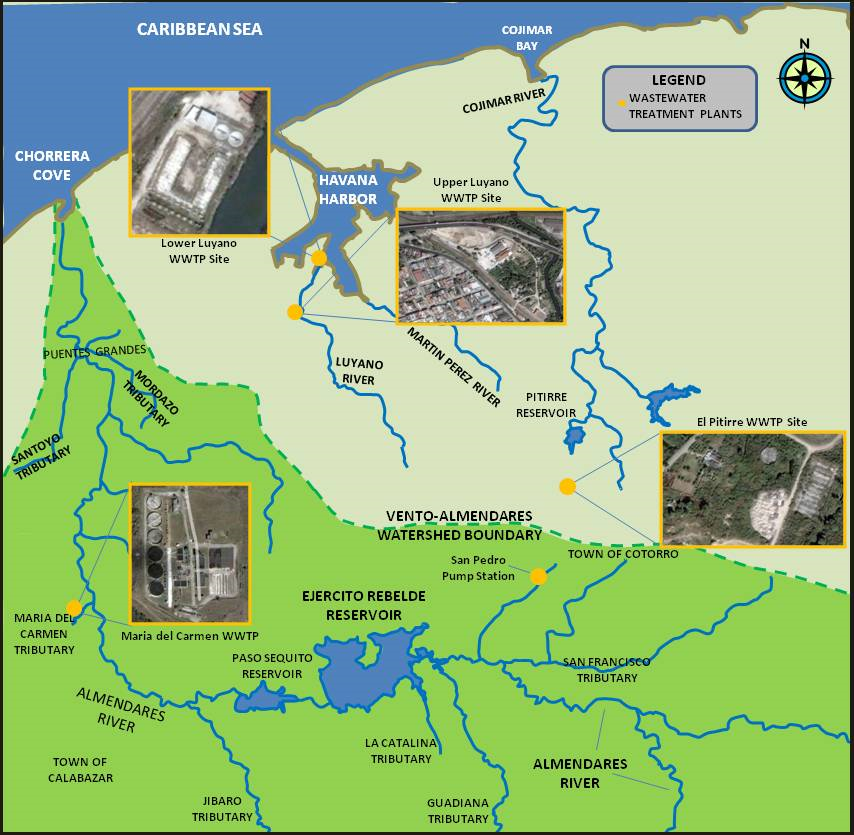 CARIBBEAN SEA
COJIMAR
BAY
N
LEGEND
WASTEWATER
TREATMENT PLANTS
COJIMAR RIVER
CHORRERA
COVE
HAVANA
HARBOR
Upper Luyano
WWTP Site
Lower Luyano
WWTP Site
PUENTES GRANDES
MORDAZO
TRIBUTARY
LUYANO
RIVER
MARTIN PEREZ RIVER
PITIRRE
RESERVOIR
El Pitirre WWTP Site
SANTOYO
TRIBUTARY
VENTO-ALMENDARES
WATERSHED BOUNDARY
TOWN OF COTORRO
San Pedro
Pump Station
EJERCITO REBELDE
RESERVOIR
MARIA DEL
CARMEN
TRIBUTARY
Maria del Carmen WWTP
PASO SEQUITO
RESERVOIR
SAN FRANCISCO
TRIBUTARY
ALMENDARES
RIVER
LA CATALINA
TRIBUTARY
TOWN OF
CALABAZAR
ALMENDARES
RIVER
JIBARO
TRIBUTARY
GUADIANA
TRIBUTARY